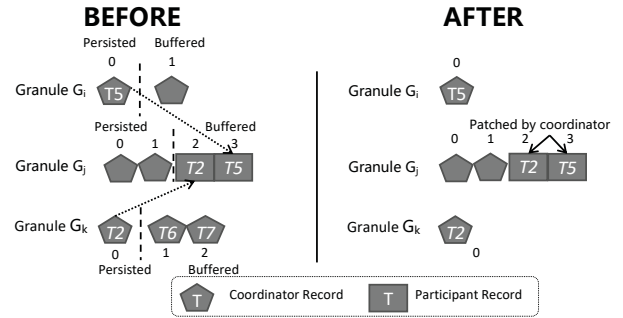 BEFORE AFTER
Persisted Buffered
0 1 0
Granule Gi T5 Granule Gi T5
Persisted Buffered Patched by coordinator
0 1 2 3 0 1 2 3
Granule Gj T2 T5 Granule Gj T2 T5
Granule Gk T2 T6 T7 Granule Gk T2
0 1 2 0
Persisted Buffered
T Coordinator Record T Participant Record